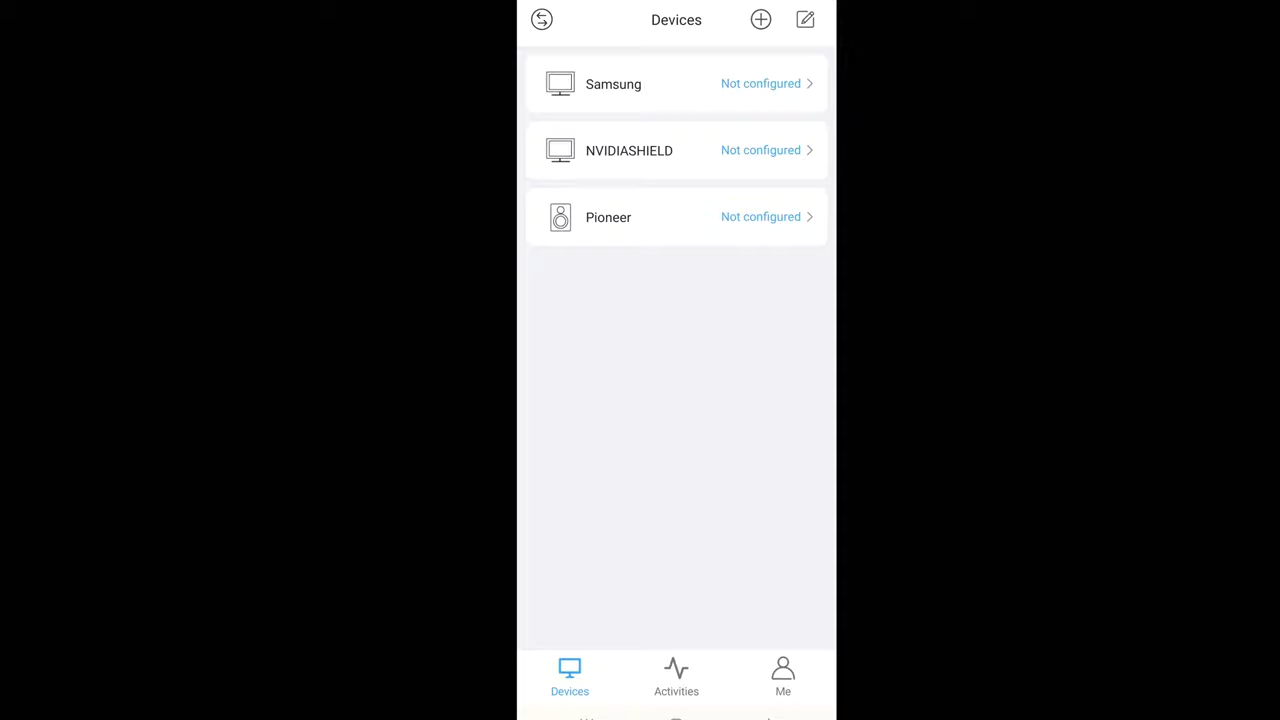 Devices
Samsung Not configured
NVIDIASHIELD Not configured
Pioneer Not configured
Devices Activities Me